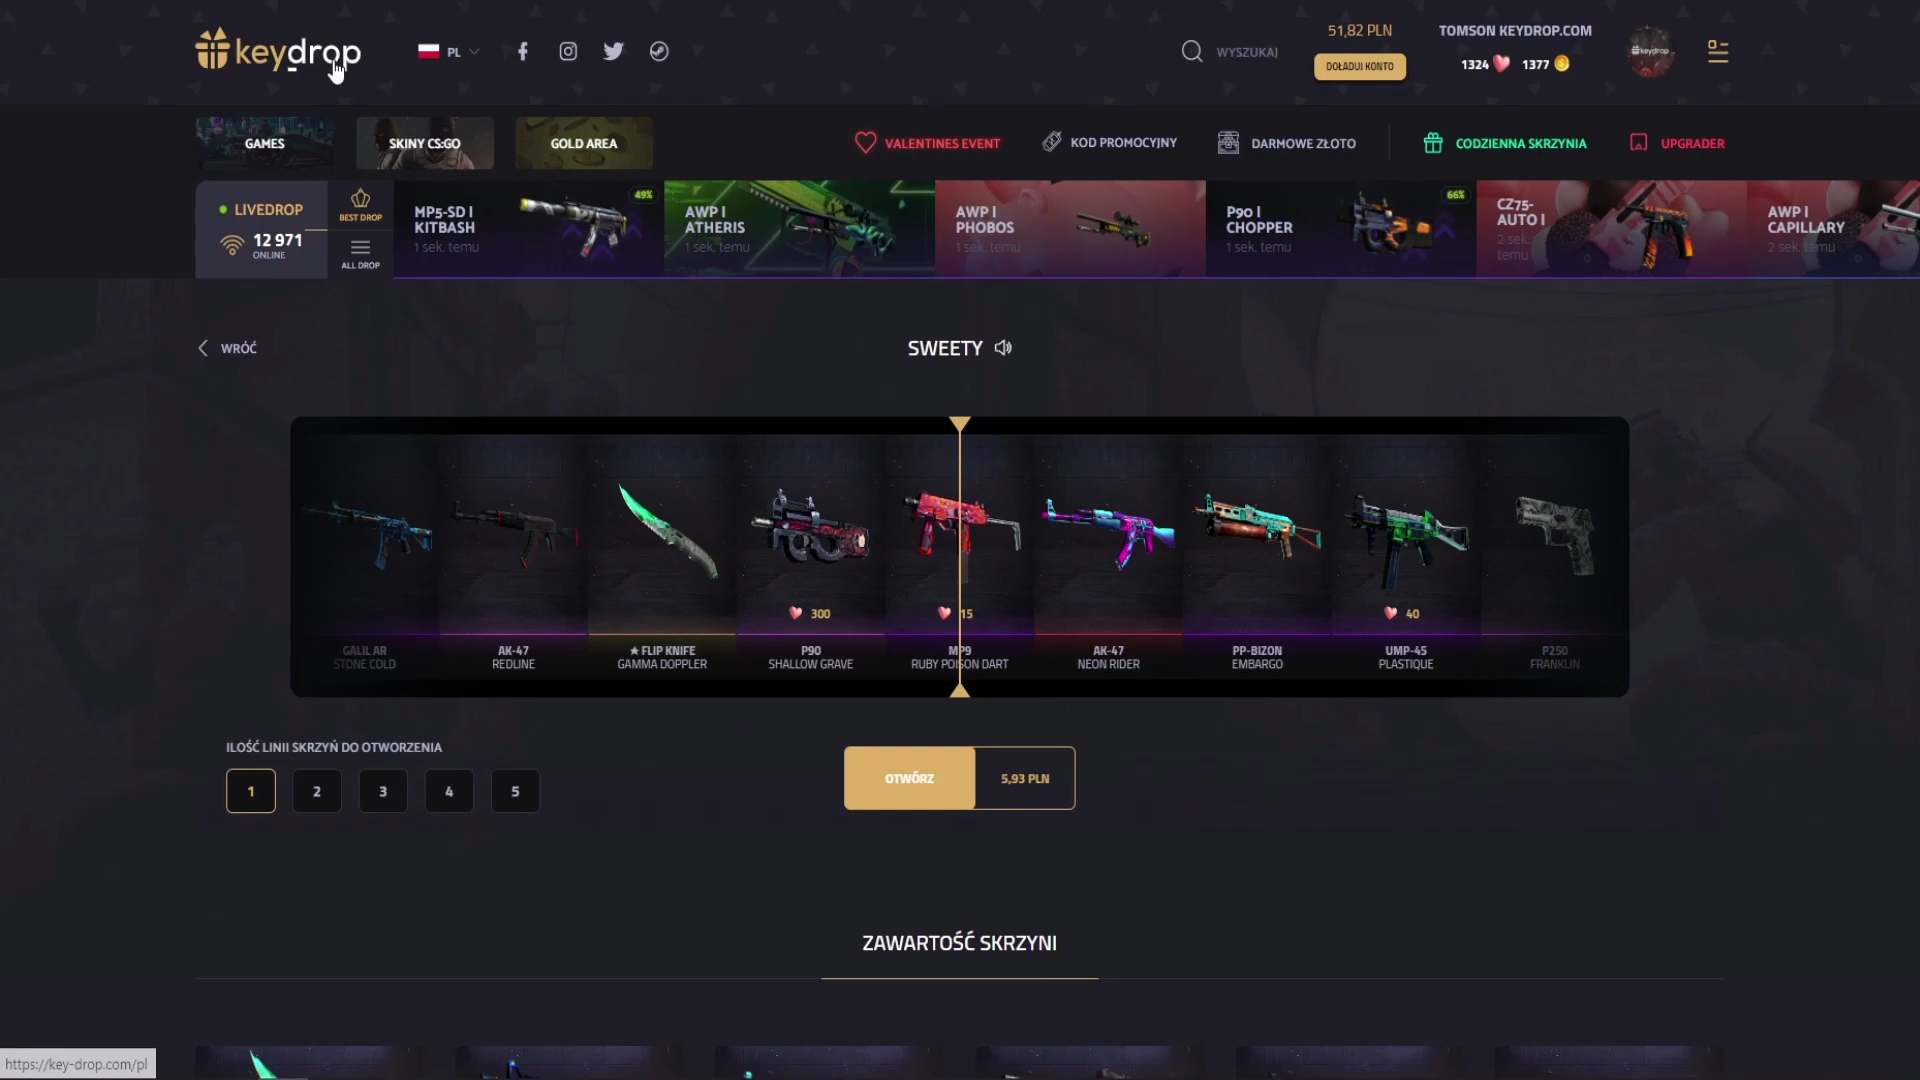 keydrop
PL
WYSZUKAJ
51,82 PLN
DOŁADUJ KONTO
TOMSON KEYDROP.COM
1324
1377
keydrop
GAMES
SKINY CS:GO
GOLD AREA
VALENTINES EVENT
KOD PROMOCYJNY
DARMOWE ZŁOTO
CODZIENNA SKRZYNIA
UPGRADER
LIVEDROP
12 971
ONLINE
BEST DROP
ALL DROP
MP5-SD I
KITBASH
1 sek. temu
49%
AWP I
ATHERIS
1 sek. temu
AWP I
PHOBOS
1 sek. temu
P90 I
CHOPPER
1 sek. temu
66%
CZ75-
AUTO I
2 sek.
temu
AWP I
CAPILLARY
2 sek. temu
WRÓĆ
SWEETY
300
15
40
GALIL AR
STONE COLD
AK-47
REDLINE
★ FLIP KNIFE
GAMMA DOPPLER
P90
SHALLOW GRAVE
MP9
RUBY POISON DART
AK-47
NEON RIDER
PP-BIZON
EMBARGO
UMP-45
PLASTIQUE
P250
FRANKLIN
ILOŚĆ LINII SKRZYŃ DO OTWORZENIA
1
2
3
4
5
OTWÓRZ
5,93 PLN
ZAWARTOŚĆ SKRZYNI
https://key-drop.com/pl